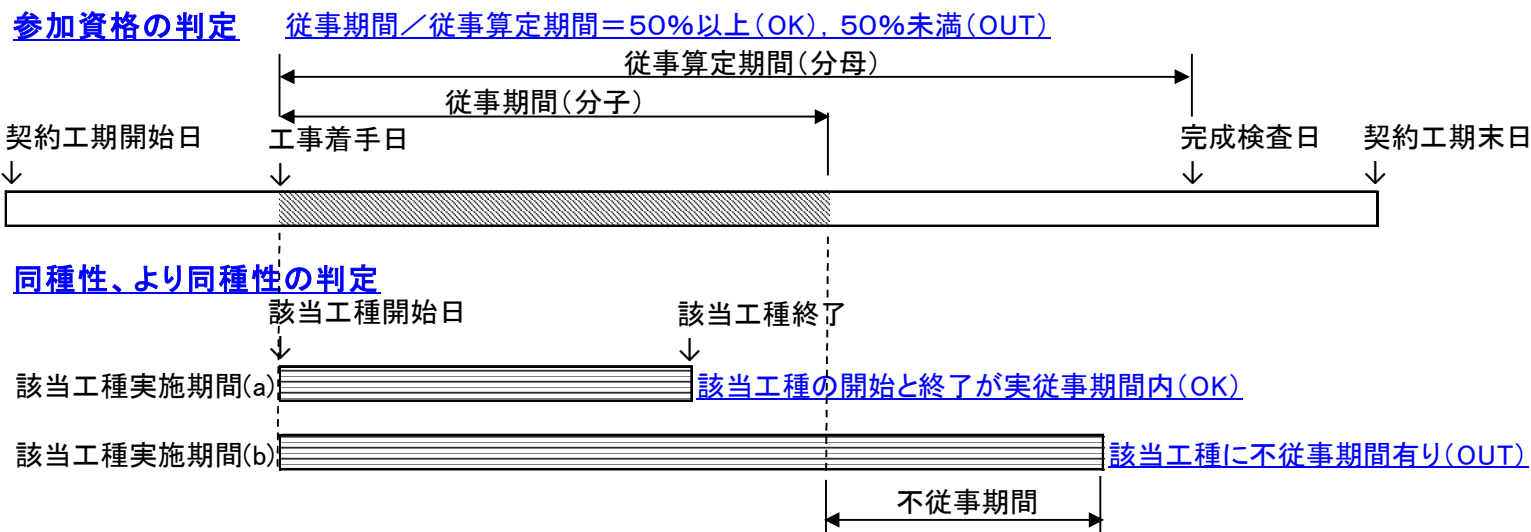 参加資格の判定 従事期間／従事算定期間＝50％以上（OK），50％未満（OUT）
従事算定期間（分母）
従事期間（分子）
契約工期開始日 工事着手日 完成検査日 契約工期末日
同種性、より同種性の判定
該当工種開始日 該当工種終了
該当工種実施期間(a) 該当工種の開始と終了が実従事期間内（OK）
該当工種実施期間(b) 該当工種に不従事期間有り（OUT）
不従事期間